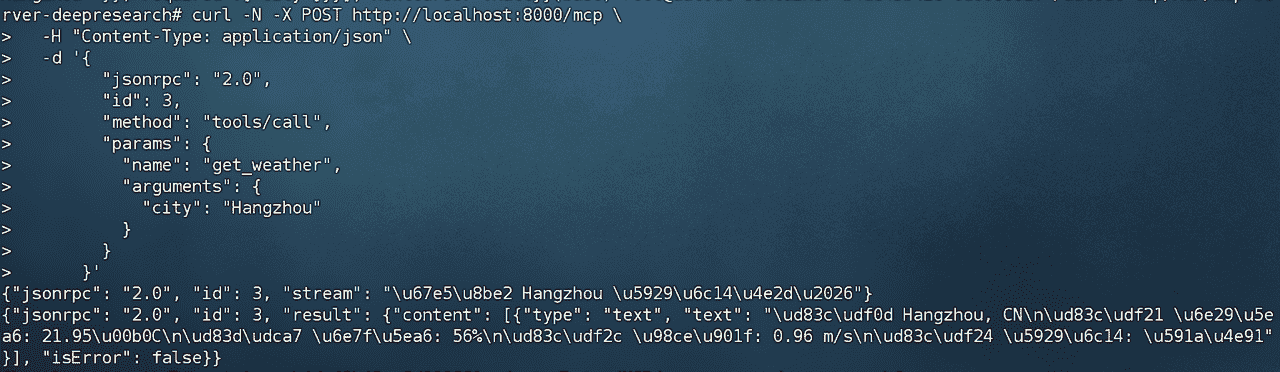 rver-deepresearch# curl -N -X POST http://localhost:8000/mcp \
>   -H "Content-Type: application/json" \
>   -d '{
>         "jsonrpc": "2.0",
>         "id": 3,
>         "method": "tools/call",
>         "params": {
>           "name": "get_weather",
>           "arguments": {
>             "city": "Hangzhou"
>           }
>         }
>       }'
{"jsonrpc": "2.0", "id": 3, "stream": "\u67e5\u8be2 Hangzhou \u5929\u6c14\u4e2d\u2026"}
{"jsonrpc": "2.0", "id": 3, "result": {"content": [{"type": "text", "text": "\ud83c\udf0d Hangzhou, CN\n\ud83c\udf21 \u6e29\u5e
a6: 21.95\u00b0C\n\ud83d\udca7 \u6e7f\u5ea6: 56%\n\ud83c\udf2c \u98ce\u901f: 0.96 m/s\n\ud83c\udf24 \u5929\u6c14: \u591a\u4e91"
}], "isError": false}}